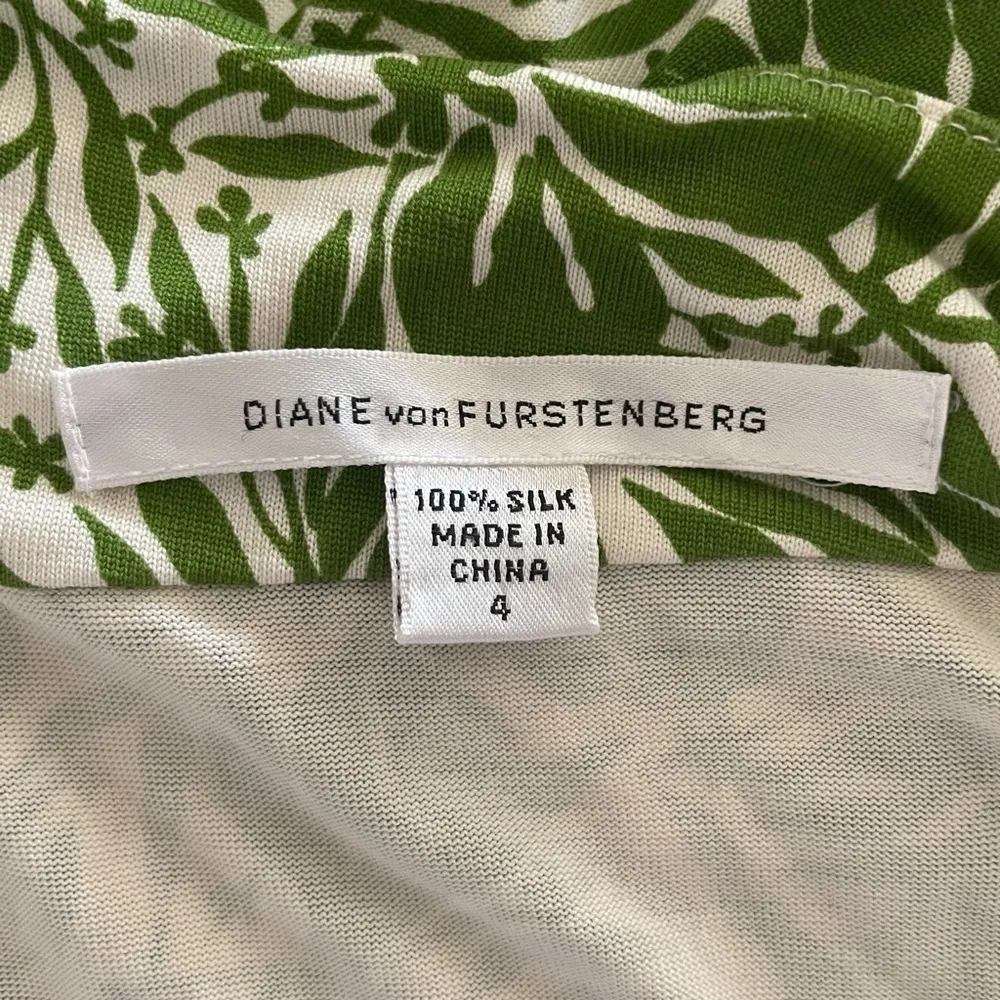 DIANE von FURSTENBERG
100% SILK
MADE IN
CHINA
4